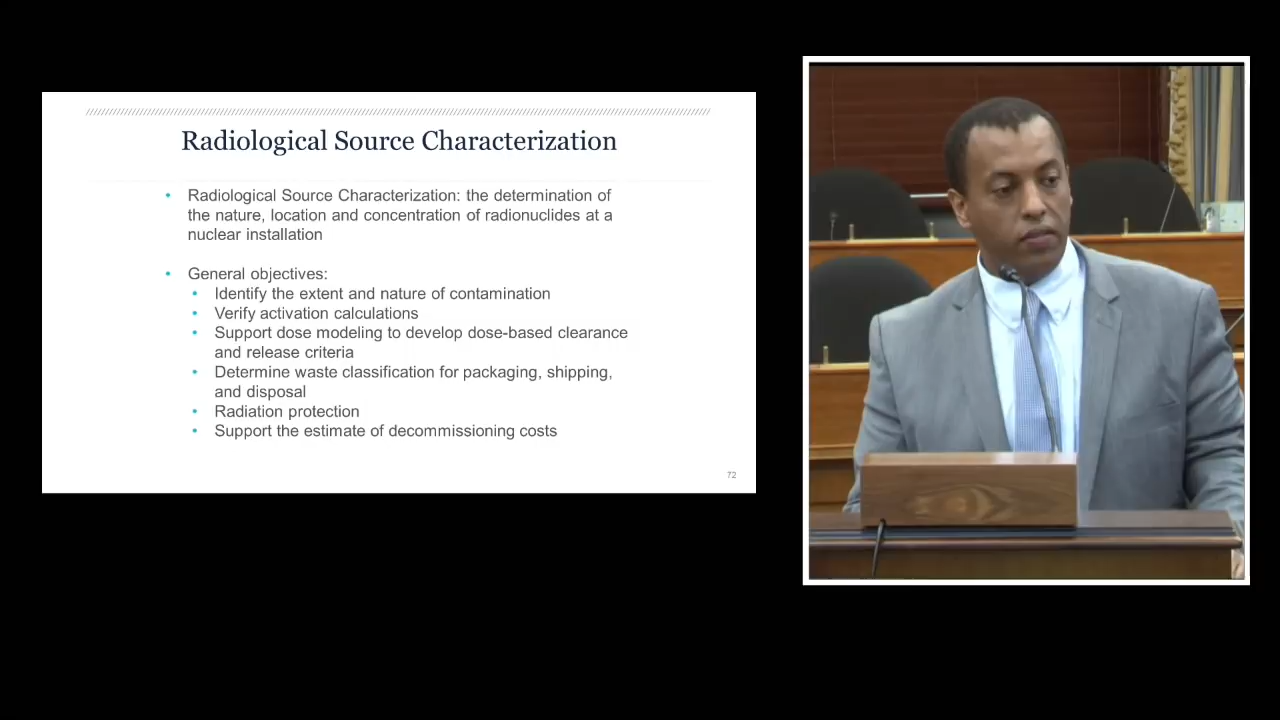 Radiological Source Characterization
• Radiological Source Characterization: the determination of
the nature, location and concentration of radionuclides at a
nuclear installation
• General objectives:
• Identify the extent and nature of contamination
• Verify activation calculations
• Support dose modeling to develop dose-based clearance
and release criteria
• Determine waste classification for packaging, shipping,
and disposal
• Radiation protection
• Support the estimate of decommissioning costs
72